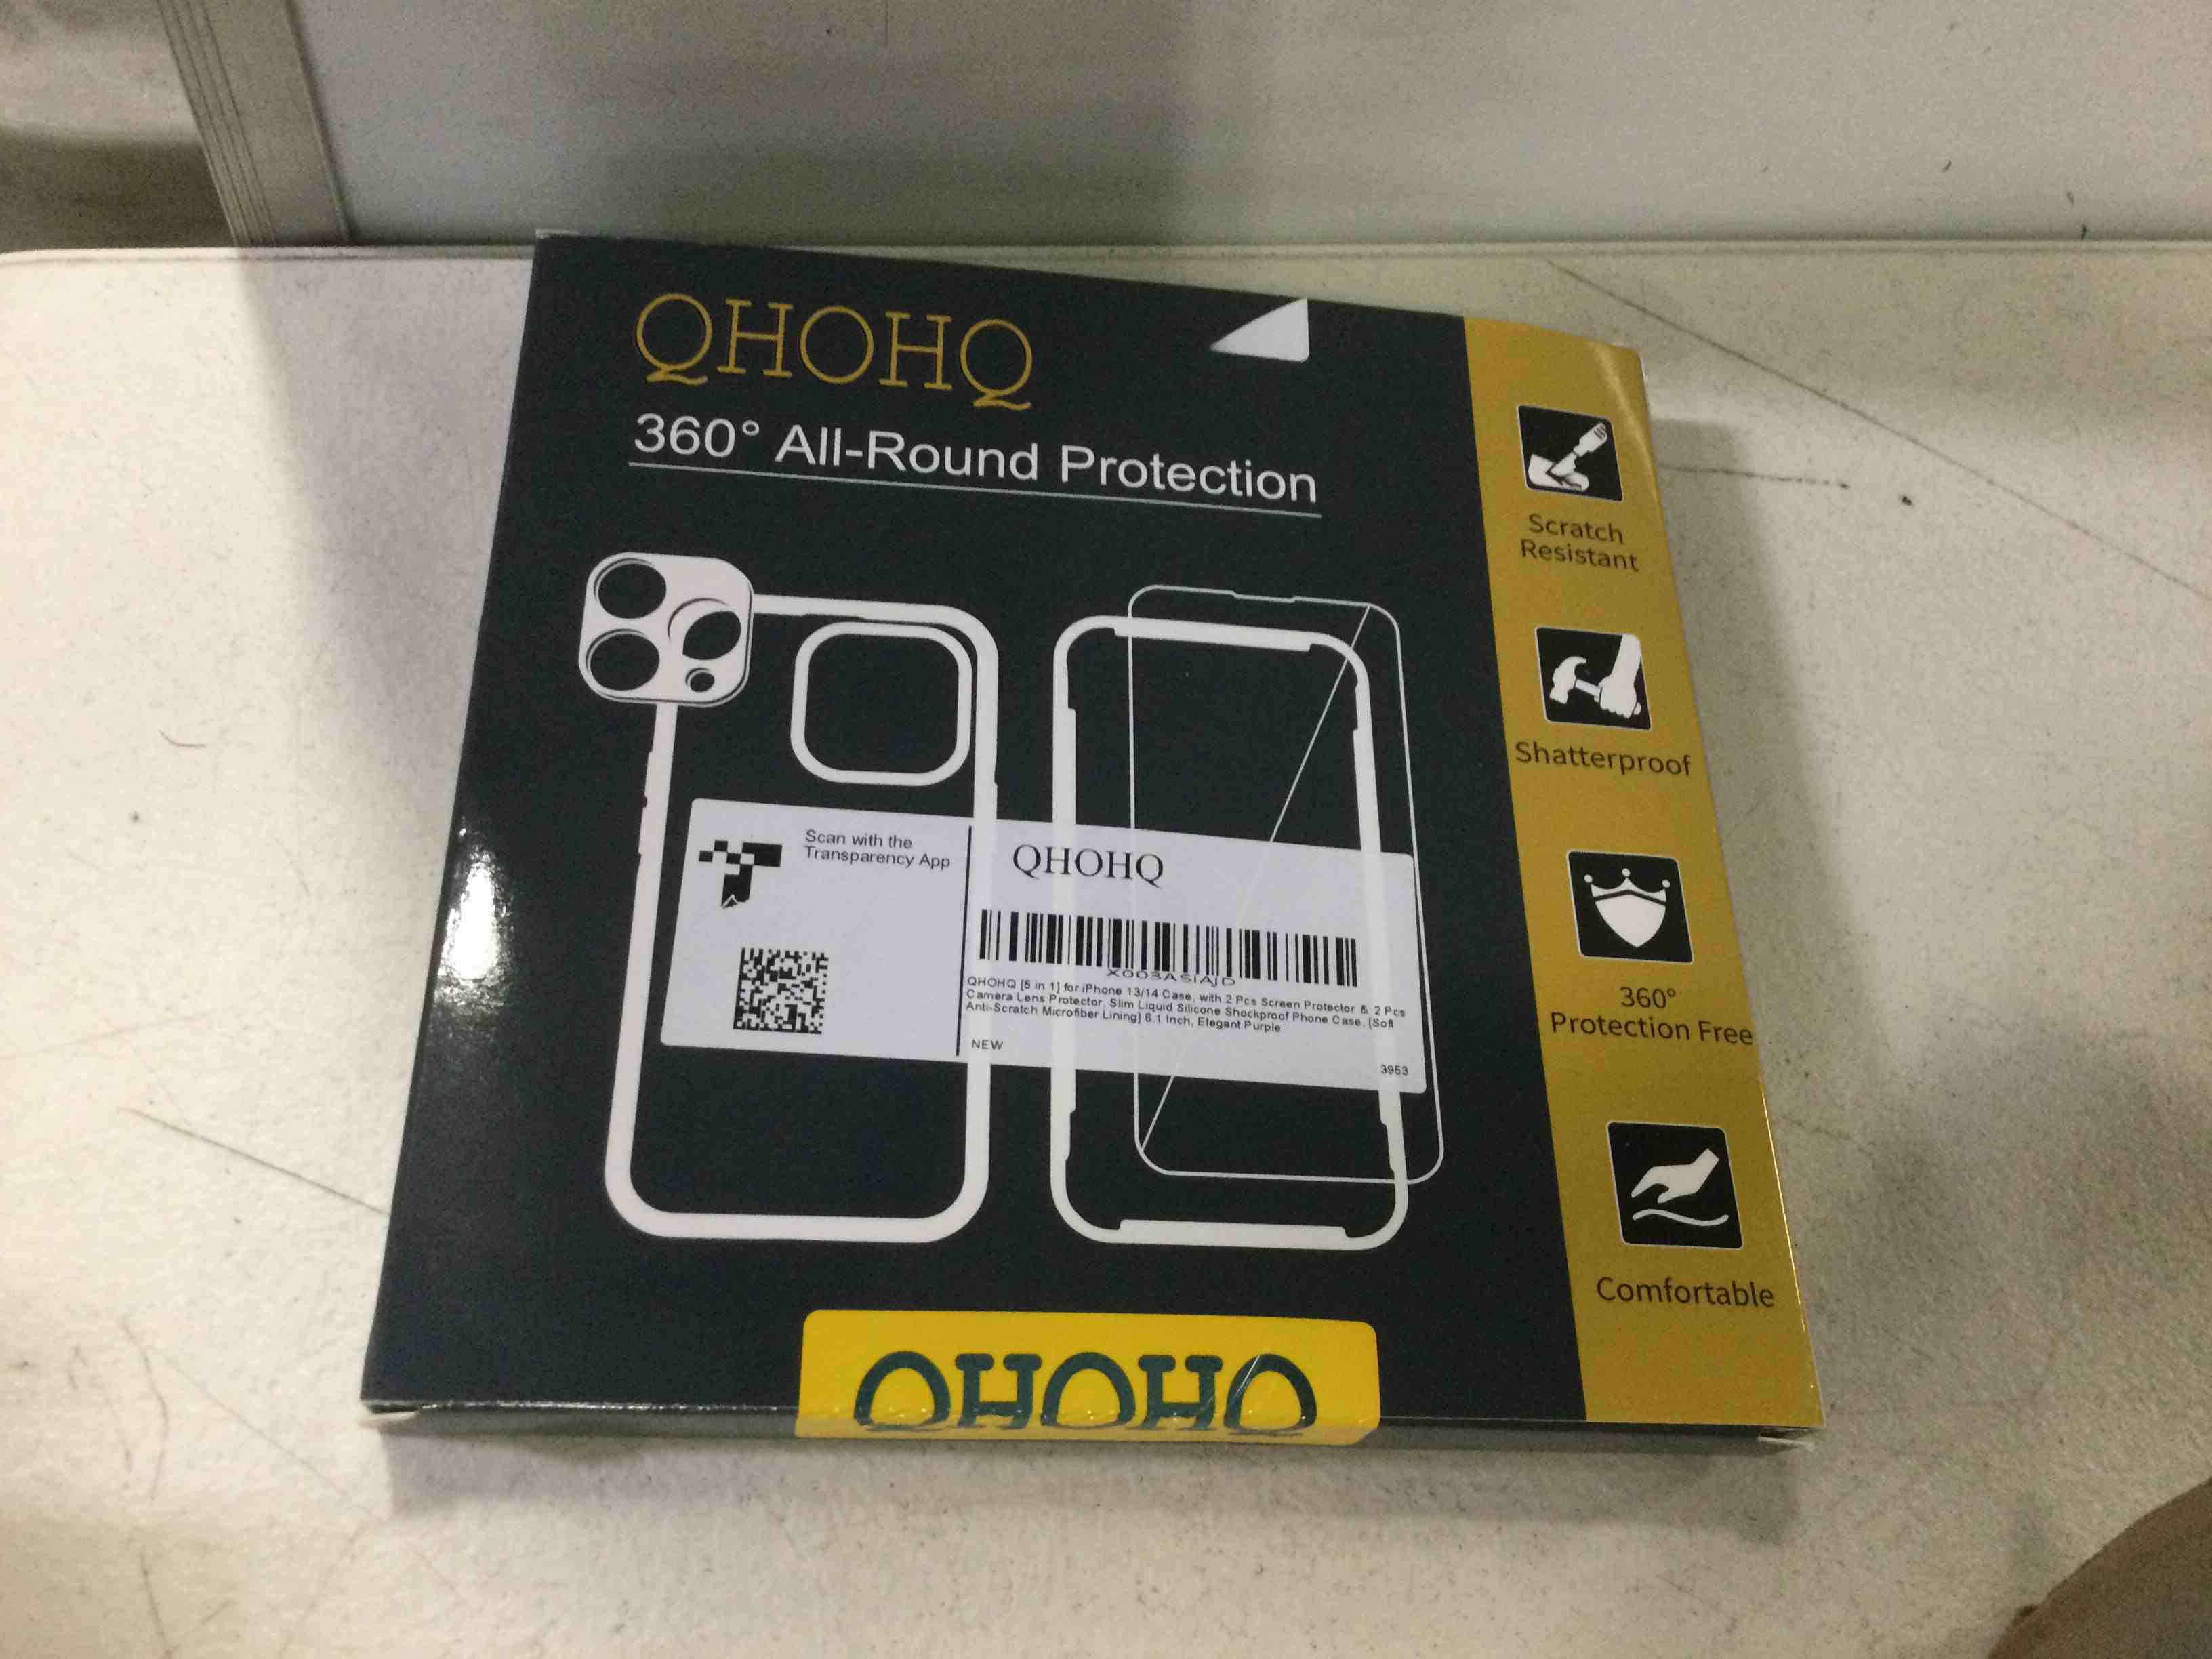 QHOHQ
360° All-Round Protection
Scratch
Resistant
Shatterproof
360°
Protection Free
Comfortable
Scan with the
Transparency App
QHOHQ
X003ASIAJD
QHOHQ [5 in 1] for iPhone 13/14 Case, with 2 Pcs Screen Protector & 2 Pcs
Camera Lens Protector, Slim Liquid Silicone Shockproof Phone Case, [Soft
Anti-Scratch Microfiber Lining] 6.1 Inch, Elegant Purple
NEW
3953
QHOHQ